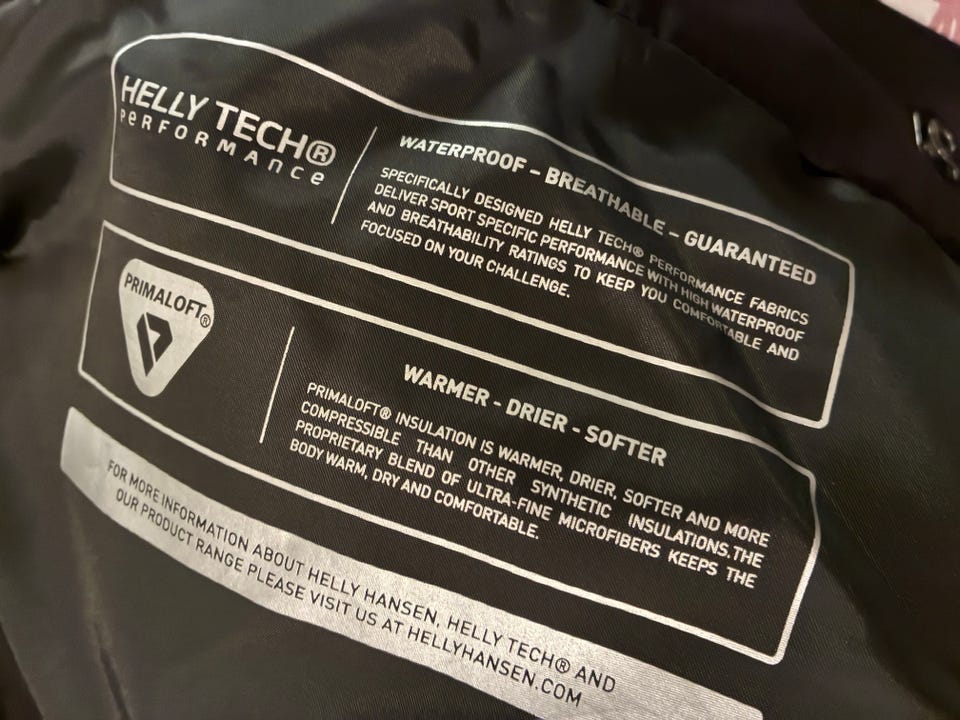 HELLY TECH®
PERFORMANCE
WATERPROOF - BREATHABLE - GUARANTEED
SPECIFICALLY DESIGNED HELLY TECH® PERFORMANCE FABRICS
DELIVER SPORT SPECIFIC PERFORMANCE WITH HIGH WATERPROOF
AND BREATHABILITY RATINGS TO KEEP YOU COMFORTABLE AND
FOCUSED ON YOUR CHALLENGE.
PRIMALOFT®
WARMER - DRIER - SOFTER
PRIMALOFT® INSULATION IS WARMER, DRIER, SOFTER AND MORE
COMPRESSIBLE THAN OTHER SYNTHETIC INSULATIONS.THE
PROPRIETARY BLEND OF ULTRA-FINE MICROFIBERS KEEPS THE
BODY WARM, DRY AND COMFORTABLE.
FOR MORE INFORMATION ABOUT HELLY HANSEN, HELLY TECH® AND
OUR PRODUCT RANGE PLEASE VISIT US AT HELLYHANSEN.COM